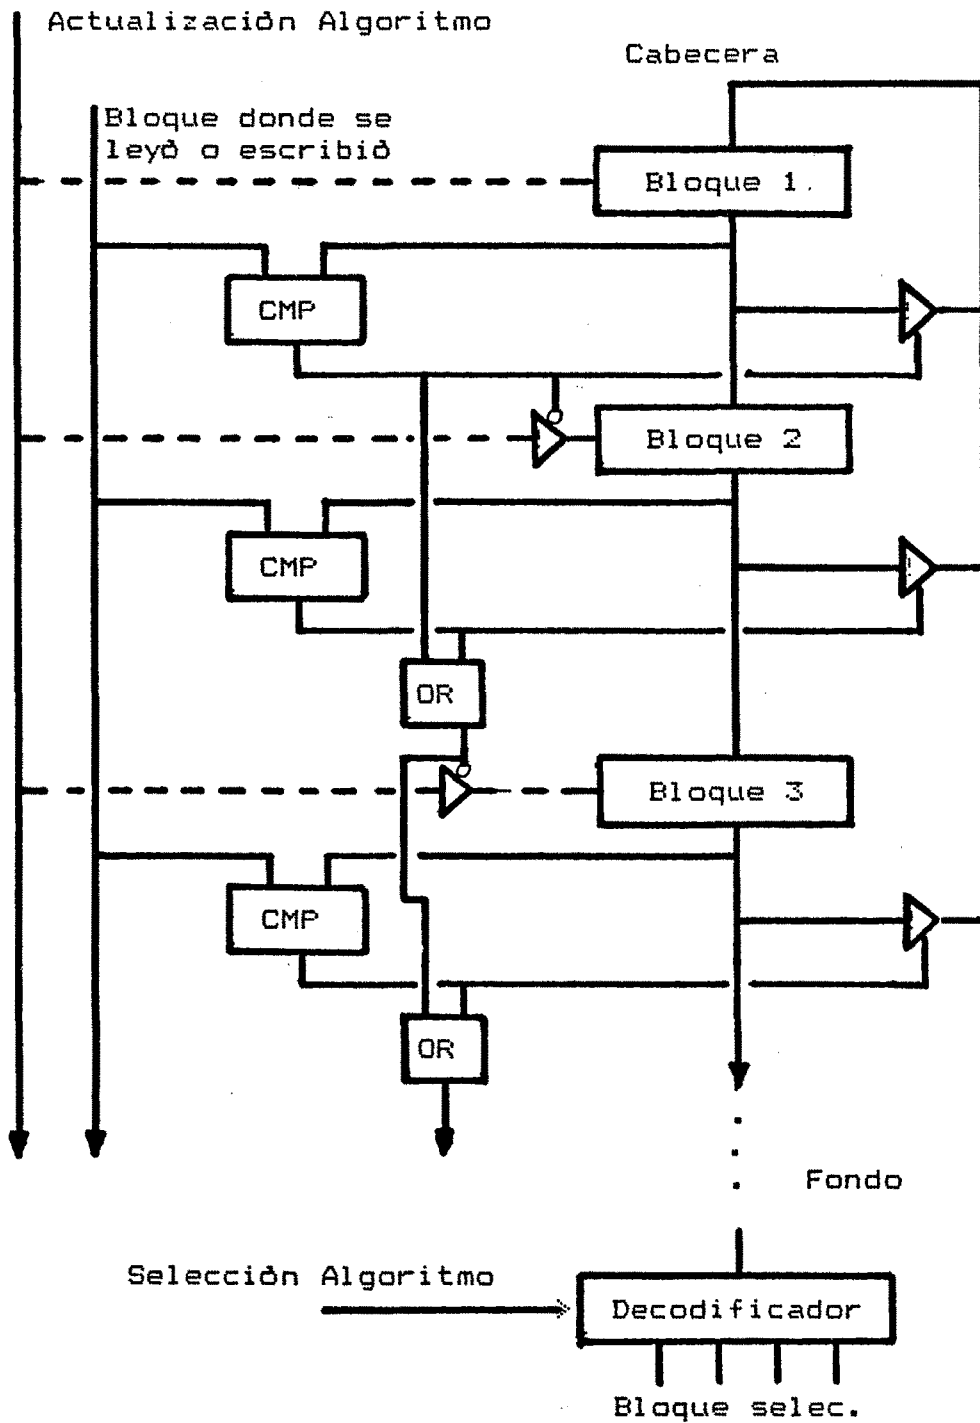 Actualización Algoritmo
Cabecera
Bloque donde se
leyó o escribió
Bloque 1.
CMP
Bloque 2
CMP
OR
Bloque 3
CMP
OR
Fondo
Selección Algoritmo
Decodificador
Bloque selec.